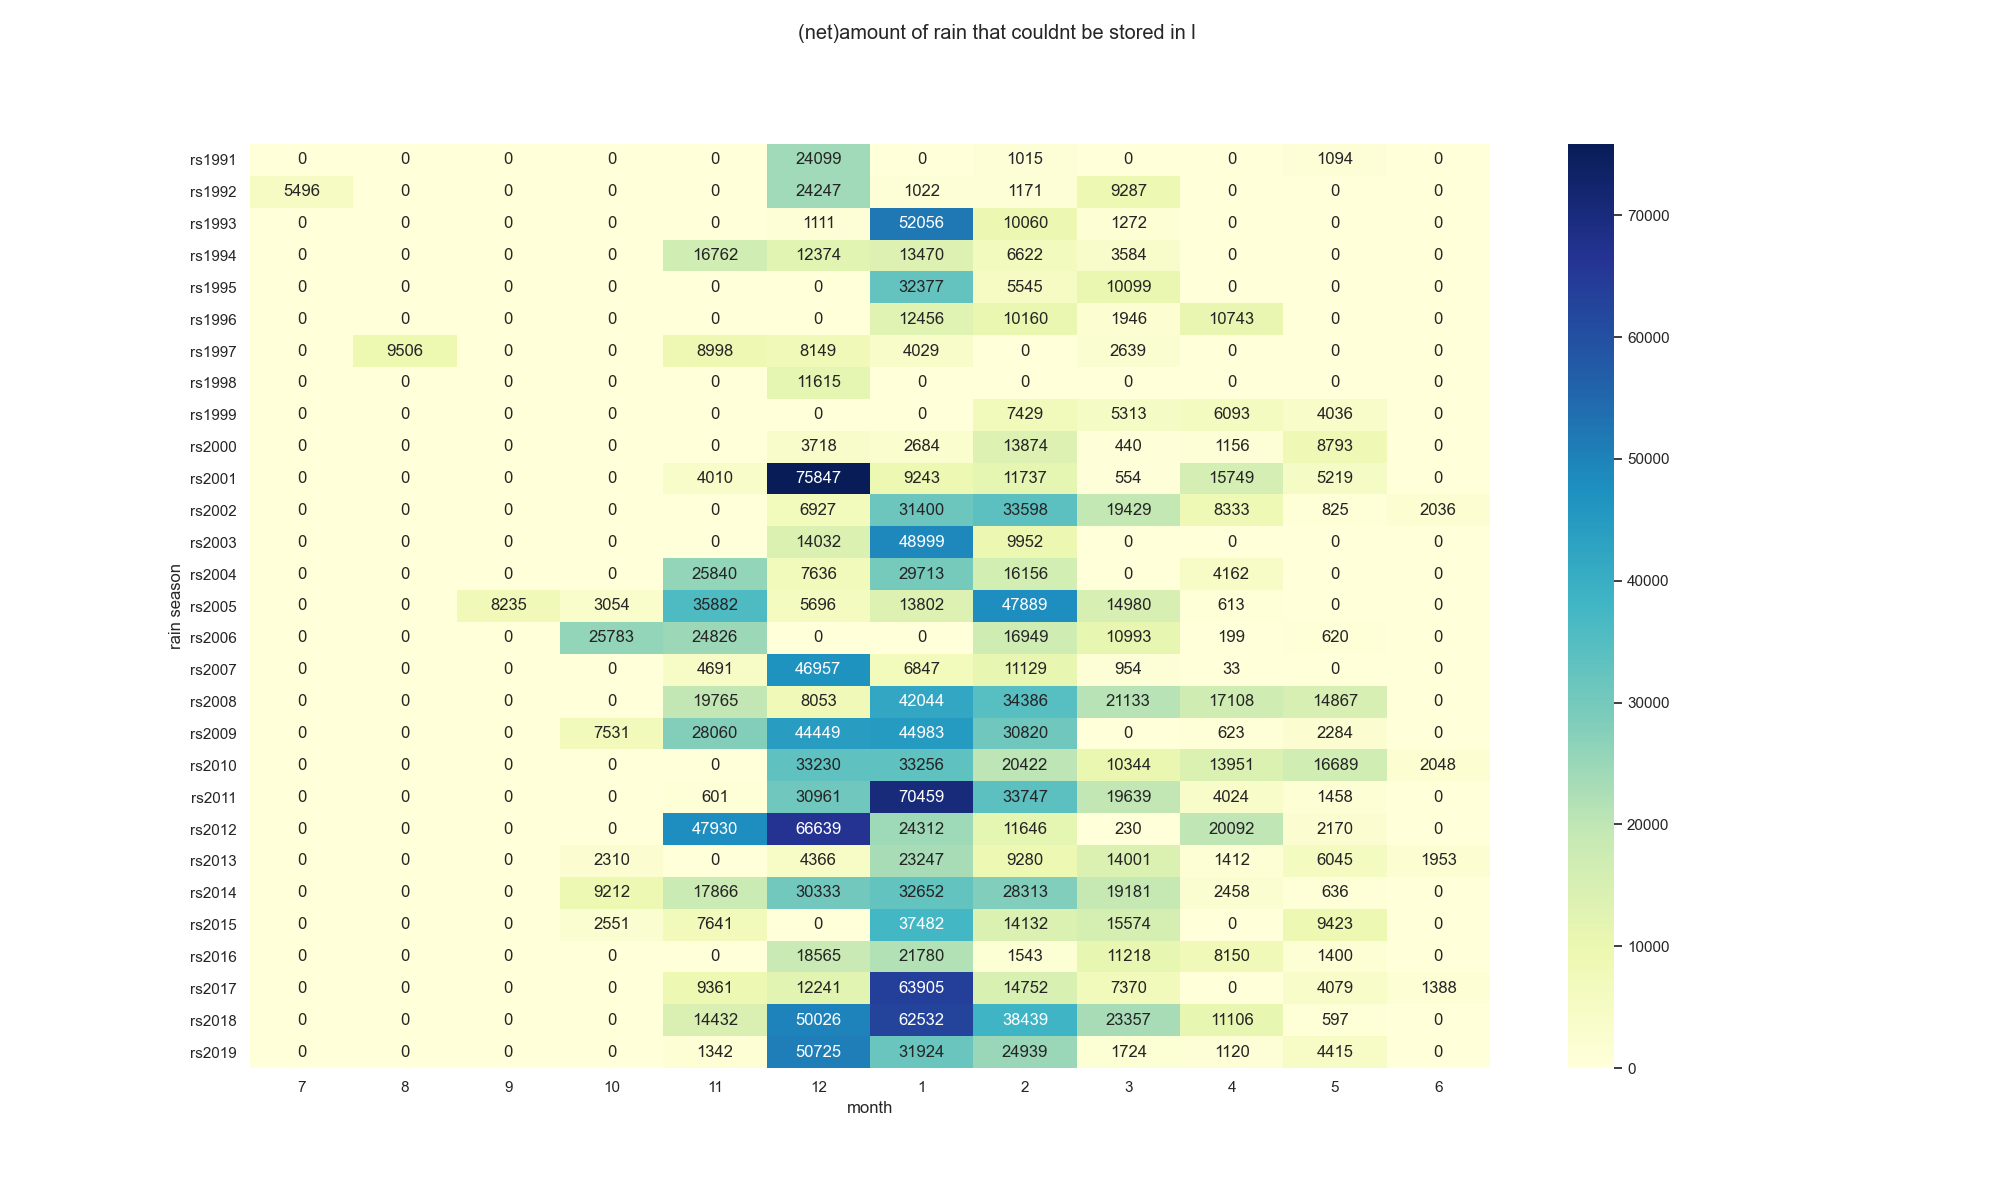 (net)amount of rain that couldnt be stored in l
rs1991 0 0 0 0 0 24099 0 1015 0 0 1094 0
rs1992 5496 0 0 0 0 24247 1022 1171 9287 0 0 0
rs1993 0 0 0 0 0 1111 52056 10060 1272 0 0 0
rs1994 0 0 0 0 16762 12374 13470 6622 3584 0 0 0
rs1995 0 0 0 0 0 0 32377 5545 10099 0 0 0
rs1996 0 0 0 0 0 0 12456 10160 1946 10743 0 0
rs1997 0 9506 0 0 8998 8149 4029 0 2639 0 0 0
rs1998 0 0 0 0 0 11615 0 0 0 0 0 0
rs1999 0 0 0 0 0 0 0 7429 5313 6093 4036 0
rs2000 0 0 0 0 0 3718 2684 13874 440 1156 8793 0
rs2001 0 0 0 0 4010 75847 9243 11737 554 15749 5219 0
rs2002 0 0 0 0 0 6927 31400 33598 19429 8333 825 2036
rs2003 0 0 0 0 0 14032 48999 9952 0 0 0 0
rs2004 0 0 0 0 25840 7636 29713 16156 0 4162 0 0
rs2005 0 0 8235 3054 35882 5696 13802 47889 14980 613 0 0
rs2006 0 0 0 25783 24826 0 0 16949 10993 199 620 0
rs2007 0 0 0 0 4691 46957 6847 11129 954 33 0 0
rs2008 0 0 0 0 19765 8053 42044 34386 21133 17108 14867 0
rs2009 0 0 0 7531 28060 44449 44983 30820 0 623 2284 0
rs2010 0 0 0 0 0 33230 33256 20422 10344 13951 16689 2048
rs2011 0 0 0 0 601 30961 70459 33747 19639 4024 1458 0
rs2012 0 0 0 0 47930 66639 24312 11646 230 20092 2170 0
rs2013 0 0 0 2310 0 4366 23247 9280 14001 1412 6045 1953
rs2014 0 0 0 9212 17866 30333 32652 28313 19181 2458 636 0
rs2015 0 0 0 2551 7641 0 37482 14132 15574 0 9423 0
rs2016 0 0 0 0 0 18565 21780 1543 11218 8150 1400 0
rs2017 0 0 0 0 9361 12241 63905 14752 7370 0 4079 1388
rs2018 0 0 0 0 14432 50026 62532 38439 23357 11106 597 0
rs2019 0 0 0 0 1342 50725 31924 24939 1724 1120 4415 0
7 8 9 10 11 12 1 2 3 4 5 6
month
rain season
70000
60000
50000
40000
30000
20000
10000
0